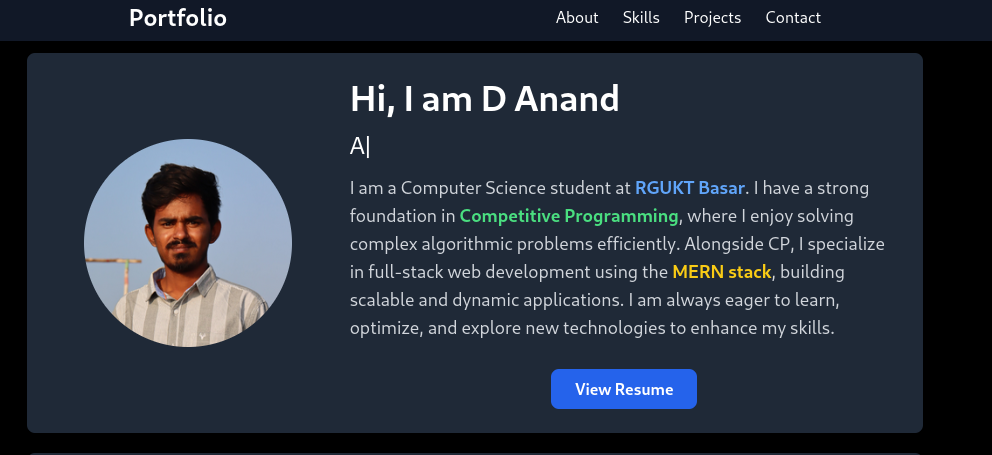 Portfolio
About Skills Projects Contact
Hi, I am D Anand
A|
I am a Computer Science student at RGUKT Basar. I have a strong
foundation in Competitive Programming, where I enjoy solving
complex algorithmic problems efficiently. Alongside CP, I specialize
in full-stack web development using the MERN stack, building
scalable and dynamic applications. I am always eager to learn,
optimize, and explore new technologies to enhance my skills.
View Resume